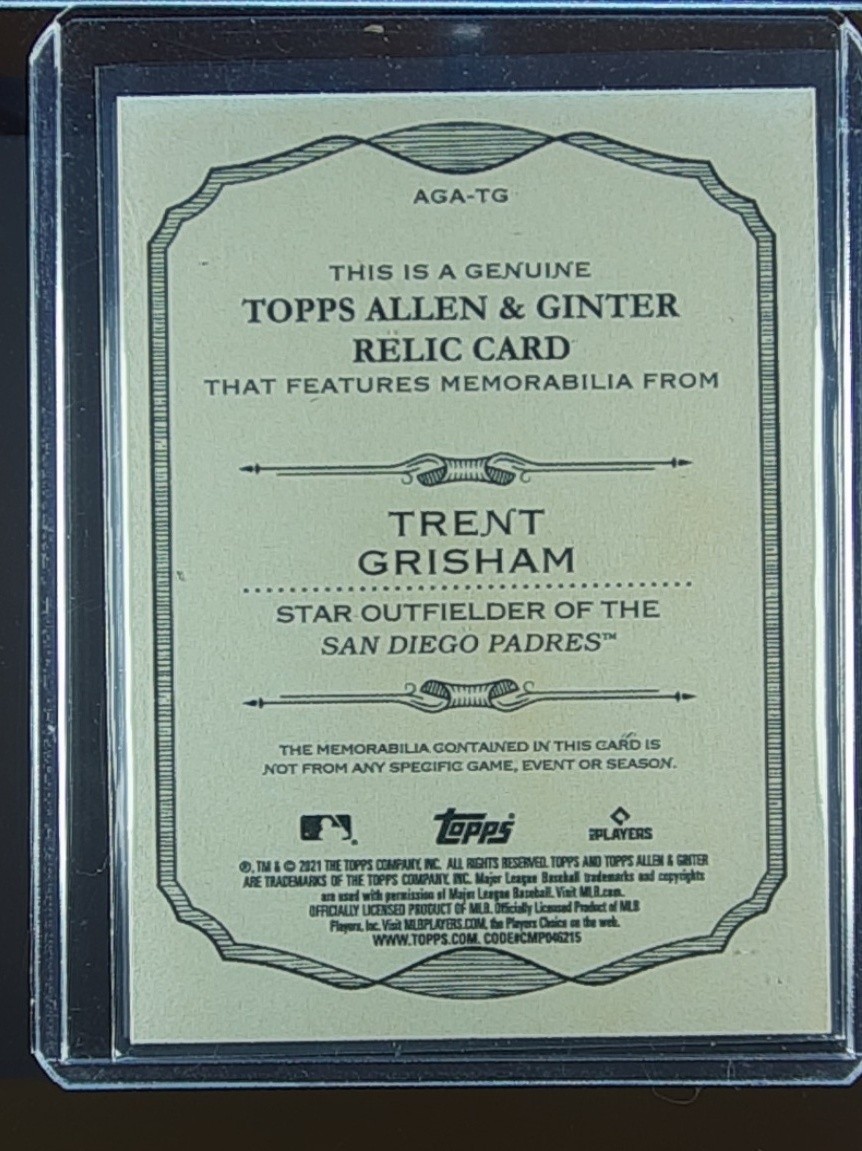 AGA-TG
THIS IS A GENUINE
TOPPS ALLEN & GINTER
RELIC CARD
THAT FEATURES MEMORABILIA FROM
TRENT
GRISHAM
STAR OUTFIELDER OF THE
SAN DIEGO PADRES™
THE MEMORABILIA CONTAINED IN THIS CARD IS
NOT FROM ANY SPECIFIC GAME, EVENT OR SEASON.
Topps
PLAYERS
®, TM & © 2021 THE TOPPS COMPANY, INC. ALL RIGHTS RESERVED. TOPPS AND TOPPS ALLEN & GINTER
ARE TRADEMARKS OF THE TOPPS COMPANY, INC. Major League Baseball trademarks and copyrights
are used with permission of Major League Baseball. Visit MLB.com.
OFFICIALLY LICENSED PRODUCT OF MLB. Officially Licensed Product of MLB
Players, Inc. Visit MLBPLAYERS.COM, the Players Choice on the web.
WWW.TOPPS.COM. CODE#CMP046215